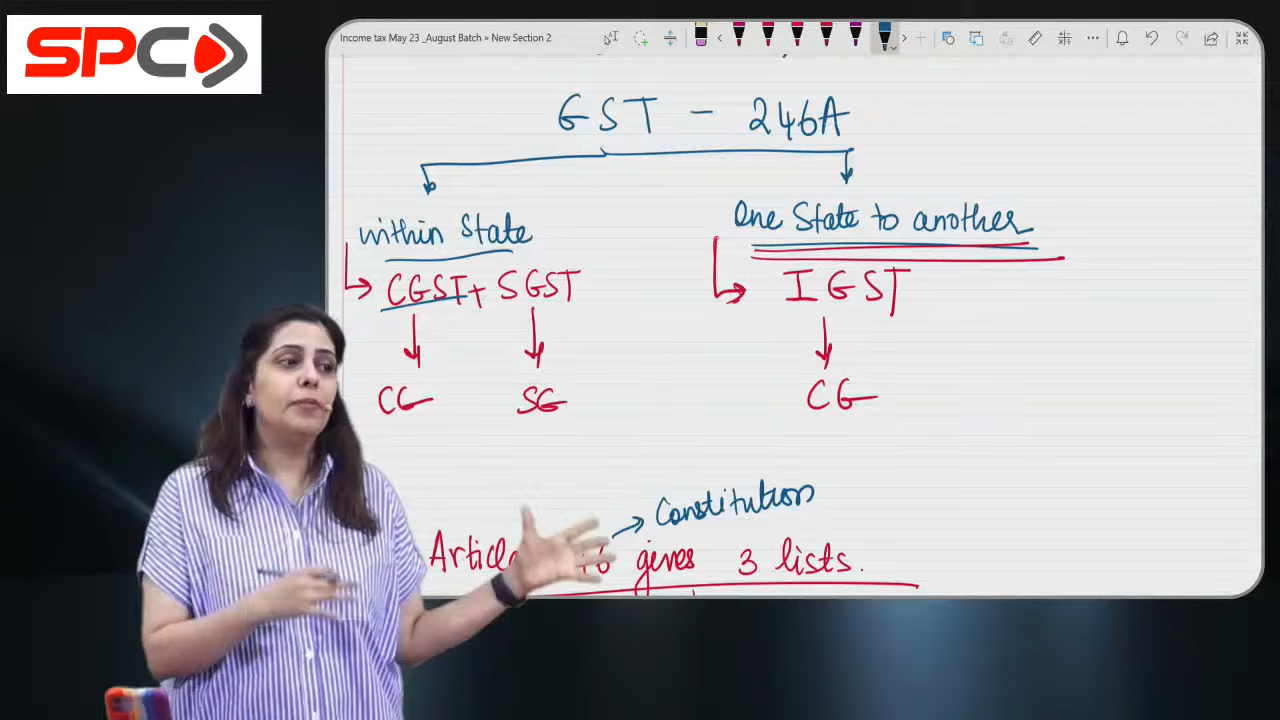 SPC
Income tax May 23 _August Batch » New Section 2
GST - 246A
within State
One State to another
CGST + SGST
IGST
CG
SG
CG
Constitution
gives 3 lists.